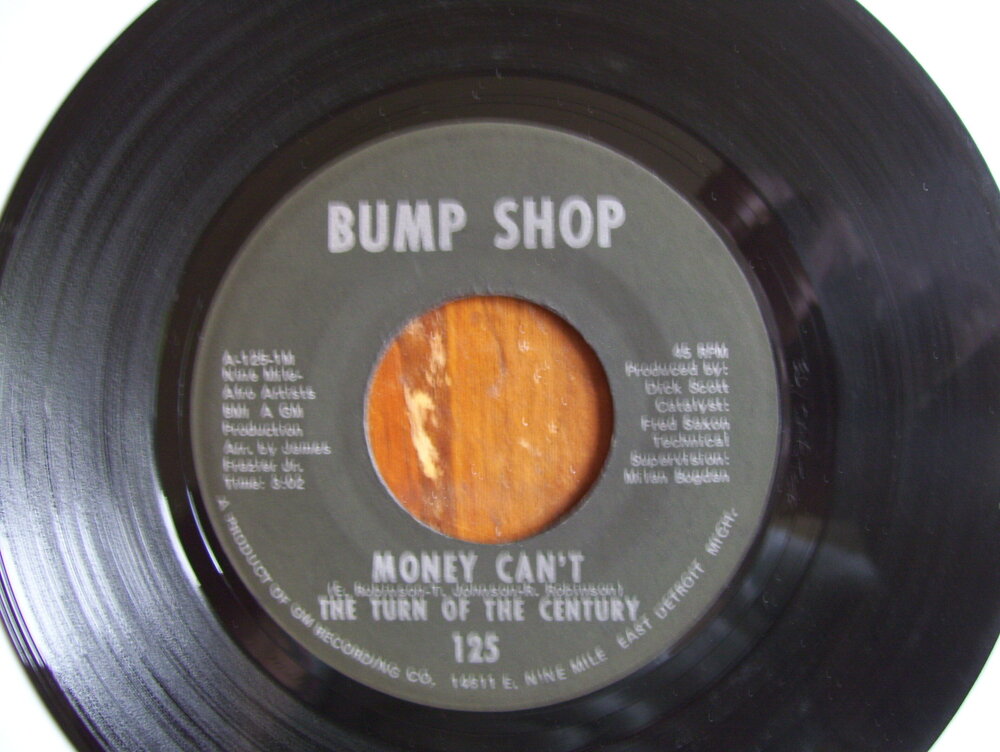 BUMP SHOP
A-125-1M
Nine Mile-
Afro Artists
BMI A GM
Production
Arr. by James
Frazier Jr.
Time: 3:02
45 RPM
Produced by:
Dick Scott
Catalyst:
Fred Saxon
Technical
Supervision:
Milan Bogdan
MONEY CAN'T
(E. Robinson-T. Johnson-R. Robinson)
THE TURN OF THE CENTURY
125
A PRODUCT OF GM RECORDING CO. 14611 E. NINE MILE EAST DETROIT MICH.